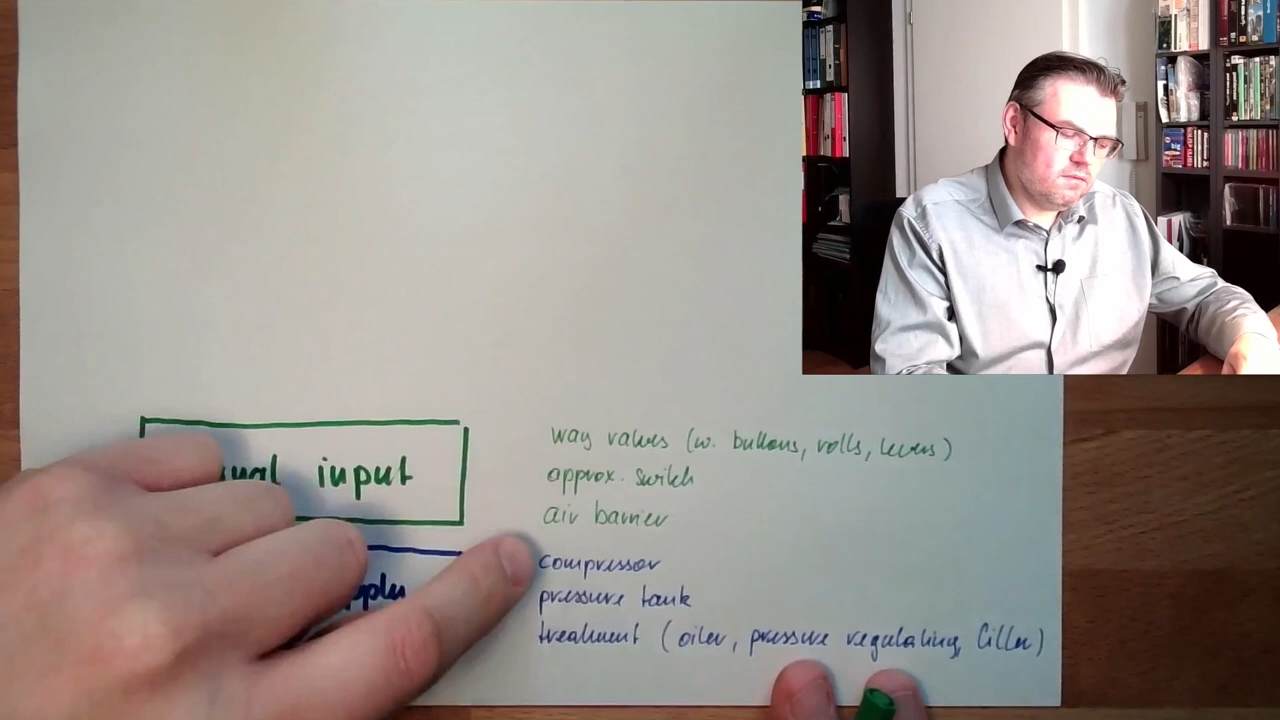 input
way valves (w. buttons, rolls, levers)
approx. switch
air barrier
compressor
pressure tank
treatment (oiler, pressure regulating, filter)